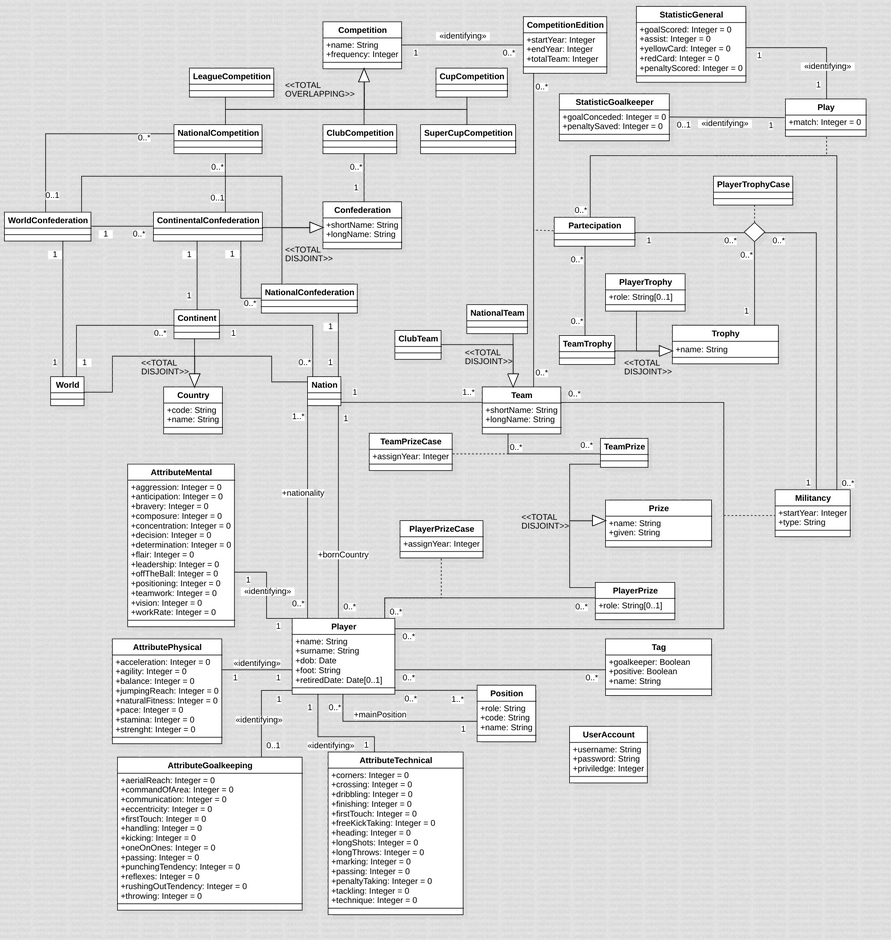 Competition
+name: String
+frequency: Integer
1
«identifying»
0..*
CompetitionEdition
+startYear: Integer
+endYear: Integer
+totalTeam: Integer
0..*
StatisticGeneral
+goalScored: Integer = 0
+assist: Integer = 0
+yellowCard: Integer = 0
+redCard: Integer = 0
+penaltyScored: Integer = 0
1
«identifying»
1
LeagueCompetition
<<TOTAL
OVERLAPPING>>
CupCompetition
StatisticGoalkeeper
+goalConceded: Integer = 0
+penaltySaved: Integer = 0
0..1
«identifying»
1
Play
+match: Integer = 0
NationalCompetition
0..*
0..*
ClubCompetition
0..*
SuperCupCompetition
0..1
0..1
1
PlayerTrophyCase
WorldConfederation
1
0..*
ContinentalConfederation
Confederation
+shortName: String
+longName: String
<<TOTAL
DISJOINT>>
0..*
Partecipation
1
0..*
0..*
0..*
0..*
1
1
1
1
0..*
NationalConfederation
1
PlayerTrophy
+role: String[0..1]
NationalTeam
1
0..*
Continent
0..*
1
ClubTeam
<<TOTAL
DISJOINT>>
TeamTrophy
<<TOTAL
DISJOINT>>
Trophy
+name: String
1
1
<<TOTAL
DISJOINT>>
0..*
1
0..*
World
Country
+code: String
+name: String
Nation
1
1..*
Team
+shortName: String
+longName: String
0..*
1..*
1
TeamPrizeCase
+assignYear: Integer
0..*
0..*
TeamPrize
AttributeMental
+aggression: Integer = 0
+anticipation: Integer = 0
+bravery: Integer = 0
+composure: Integer = 0
+concentration: Integer = 0
+decision: Integer = 0
+determination: Integer = 0
+flair: Integer = 0
+leadership: Integer = 0
+offTheBall: Integer = 0
+positioning: Integer = 0
+teamwork: Integer = 0
+vision: Integer = 0
+workRate: Integer = 0
+nationality
+bornCountry
1
0..*
Militancy
+startYear: Integer
+type: String
<<TOTAL
DISJOINT>>
Prize
+name: String
+given: String
PlayerPrizeCase
+assignYear: Integer
1
«identifying»
0..*
0..*
0..*
0..*
PlayerPrize
+role: String[0..1]
1
Player
+name: String
+surname: String
+dob: Date
+foot: String
+retiredDate: Date[0..1]
0..*
AttributePhysical
+acceleration: Integer = 0
+agility: Integer = 0
+balance: Integer = 0
+jumpingReach: Integer = 0
+naturalFitness: Integer = 0
+pace: Integer = 0
+stamina: Integer = 0
+strenght: Integer = 0
«identifying»
1
1
0..*
0..*
Tag
+goalkeeper: Boolean
+positive: Boolean
+name: String
1
1
0..*
0..*
1..*
+mainPosition
1
Position
+role: String
+code: String
+name: String
«identifying»
0..1
«identifying»
1
UserAccount
+username: String
+password: String
+priviledge: Integer
AttributeGoalkeeping
+aerialReach: Integer = 0
+commandOfArea: Integer = 0
+communication: Integer = 0
+eccentricity: Integer = 0
+firstTouch: Integer = 0
+handling: Integer = 0
+kicking: Integer = 0
+oneOnOnes: Integer = 0
+passing: Integer = 0
+punchingTendency: Integer = 0
+reflexes: Integer = 0
+rushingOutTendency: Integer = 0
+throwing: Integer = 0
AttributeTechnical
+corners: Integer = 0
+crossing: Integer = 0
+dribbling: Integer = 0
+finishing: Integer = 0
+firstTouch: Integer = 0
+freeKickTaking: Integer = 0
+heading: Integer = 0
+longShots: Integer = 0
+longThrows: Integer = 0
+marking: Integer = 0
+passing: Integer = 0
+penaltyTaking: Integer = 0
+tackling: Integer = 0
+technique: Integer = 0